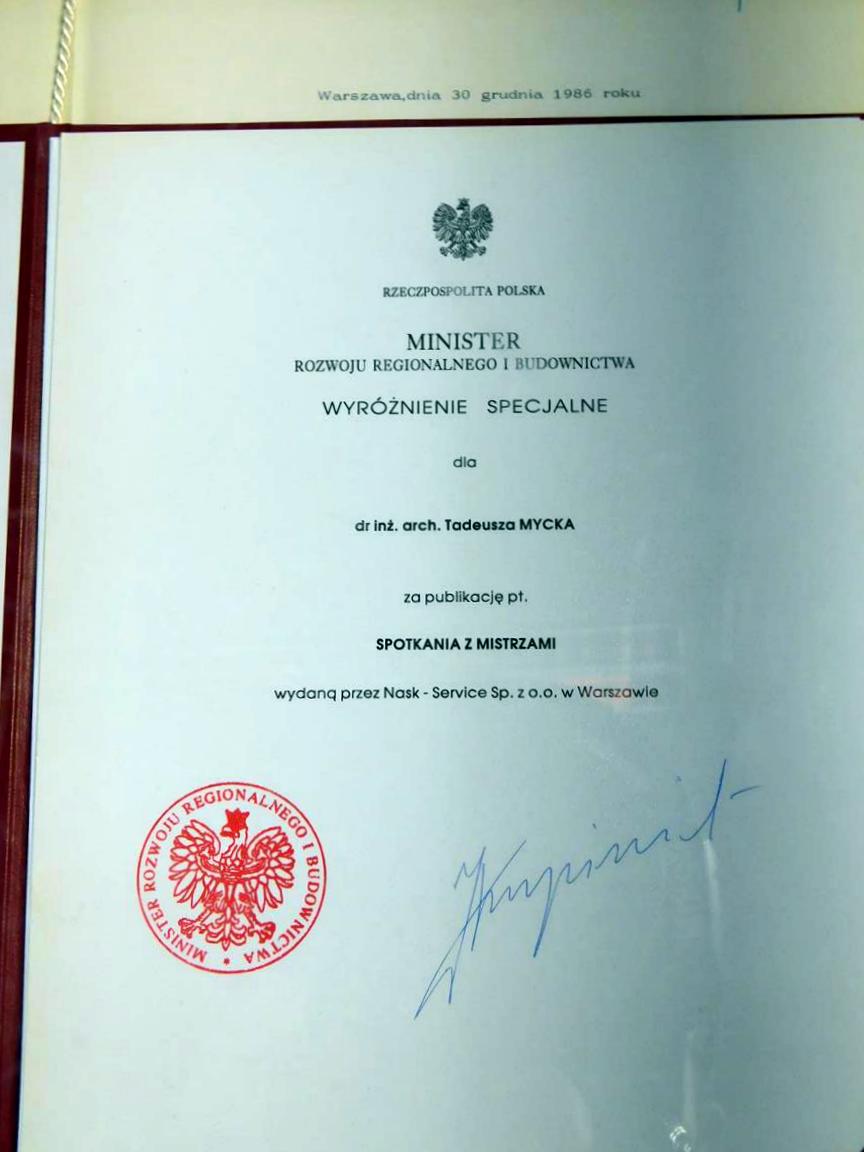 Warszawa,dnia 30 grudnia 1986 roku
RZECZPOSPOLITA POLSKA
MINISTER
ROZWOJU REGIONALNEGO I BUDOWNICTWA
WYRÓŻNIENIE SPECJALNE
dla
dr inż. arch. Tadeusza MYCKA
za publikację pt.
SPOTKANIA Z MISTRZAMI
wydaną przez Nask - Service Sp. z o.o. w Warszawie
MINISTER ROZWOJU REGIONALNEGO I BUDOWNICTWA *